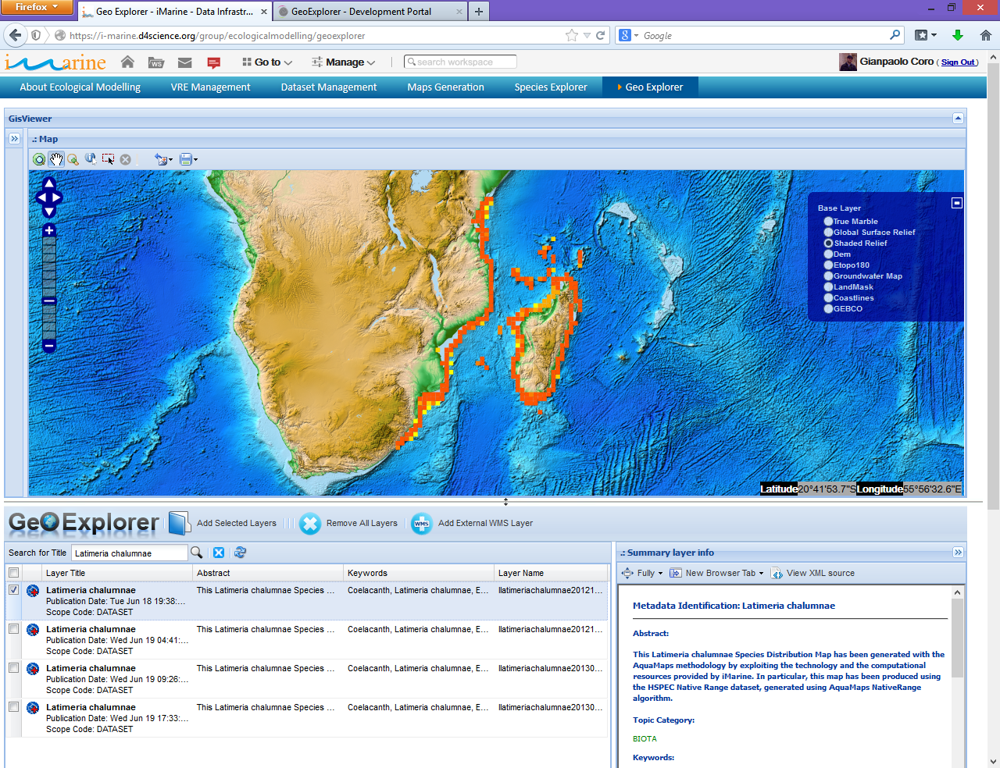 Firefox
Geo Explorer - iMarine - Data Infrastr...
GeoExplorer - Development Portal
https://i-marine.d4science.org/group/ecologicalmodelling/geoexplorer
Google
iMarine
WS
Go to
Manage
search workspace
Gianpaolo Coro ( Sign Out )
About Ecological Modelling
VRE Management
Dataset Management
Maps Generation
Species Explorer
Geo Explorer
GisViewer
.: Map
Base Layer
True Marble
Global Surface Relief
Shaded Relief
Dem
Etopo180
Groundwater Map
LandMask
Coastlines
GEBCO
Latitude20°41'53.7"S Longitude55°56'32.6"E
GeoExplorer
Add Selected Layers
Remove All Layers
WMS
Add External WMS Layer
Search for Title
Latimeria chalumnae
Layer Title
Abstract
Keywords
Layer Name
Latimeria chalumnae
Publication Date: Tue Jun 18 19:38:...
Scope Code: DATASET
This Latimeria chalumnae Species ...
Coelacanth, Latimeria chalumnae, E...
llatimeriachalumnae20121...
Latimeria chalumnae
Publication Date: Wed Jun 19 04:41:...
Scope Code: DATASET
This Latimeria chalumnae Species ...
Coelacanth, Latimeria chalumnae, E...
llatimeriachalumnae20121...
Latimeria chalumnae
Publication Date: Wed Jun 19 09:26:...
Scope Code: DATASET
This Latimeria chalumnae Species ...
Coelacanth, Latimeria chalumnae, E...
llatimeriachalumnae20130...
Latimeria chalumnae
Publication Date: Wed Jun 19 17:33:...
Scope Code: DATASET
This Latimeria chalumnae Species ...
Coelacanth, Latimeria chalumnae, E...
llatimeriachalumnae20130...
.: Summary layer info
Fully
New Browser Tab
View XML source
Metadata Identification: Latimeria chalumnae
Abstract:
This Latimeria chalumnae Species Distribution Map has been generated with the
AquaMaps methodology by exploiting the technology and the computational
resources provided by iMarine. In particular, this map has been produced using
the HSPEC Native Range dataset, generated using AquaMaps NativeRange
algorithm.
Topic Category:
BIOTA
Keywords: